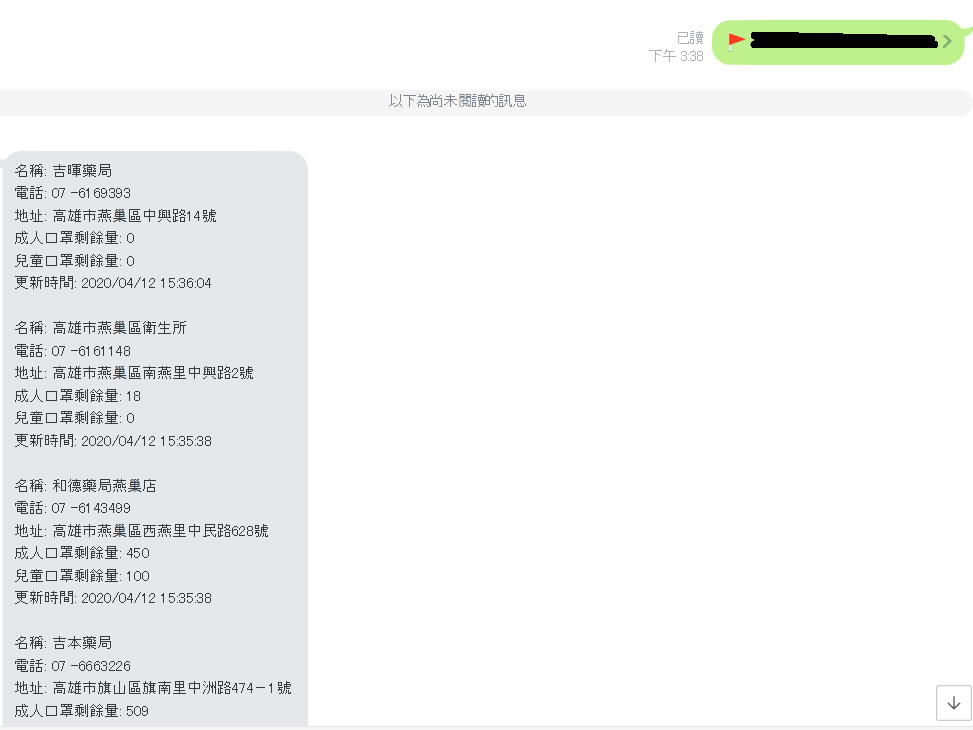 已讀
下午 3:38
以下為尚未閱讀的訊息
名稱: 吉暉藥局
電話: 07 -6169393
地址: 高雄市燕巢區中興路14號
成人口罩剩餘量: 0
兒童口罩剩餘量: 0
更新時間: 2020/04/12 15:36:04
名稱: 高雄市燕巢區衛生所
電話: 07 -6161148
地址: 高雄市燕巢區南燕里中興路2號
成人口罩剩餘量: 18
兒童口罩剩餘量: 0
更新時間: 2020/04/12 15:35:38
名稱: 和德藥局燕巢店
電話: 07 -6143499
地址: 高雄市燕巢區西燕里中民路628號
成人口罩剩餘量: 450
兒童口罩剩餘量: 100
更新時間: 2020/04/12 15:35:38
名稱: 吉本藥局
電話: 07 -6663226
地址: 高雄市旗山區旗南里中洲路474－1號
成人口罩剩餘量: 509